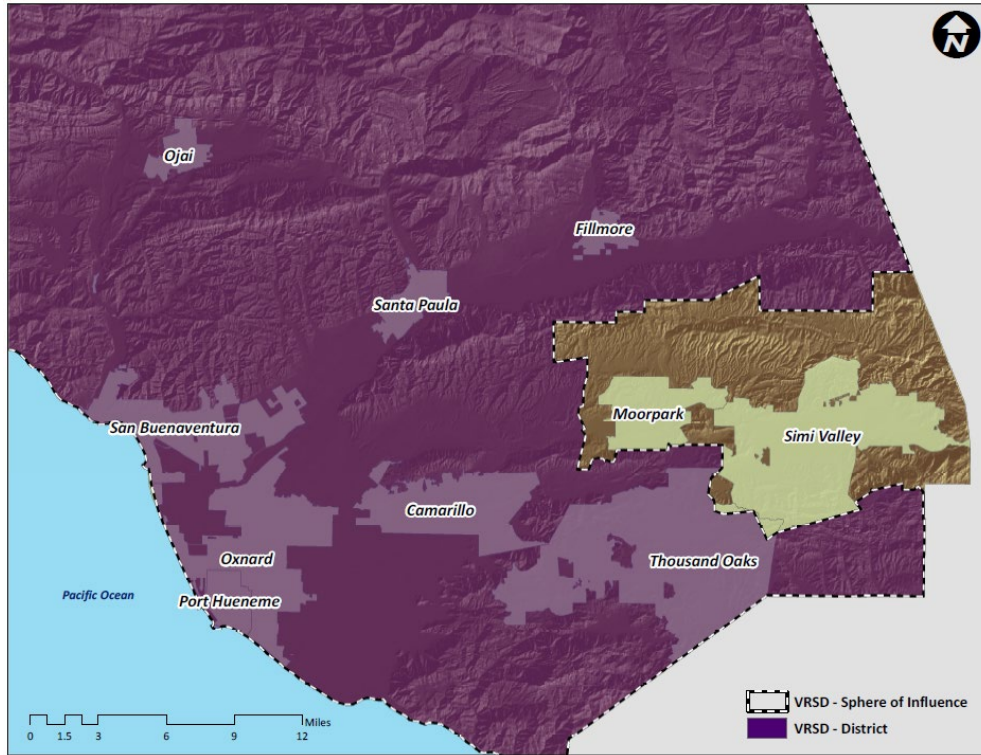 N
Ojai
Fillmore
Santa Paula
Moorpark
San Buenaventura
Simi Valley
Camarillo
Oxnard
Thousand Oaks
Pacific Ocean
Port Hueneme
VRSD - Sphere of Influence
Miles
0 1.5 3 6 9 12
VRSD - District